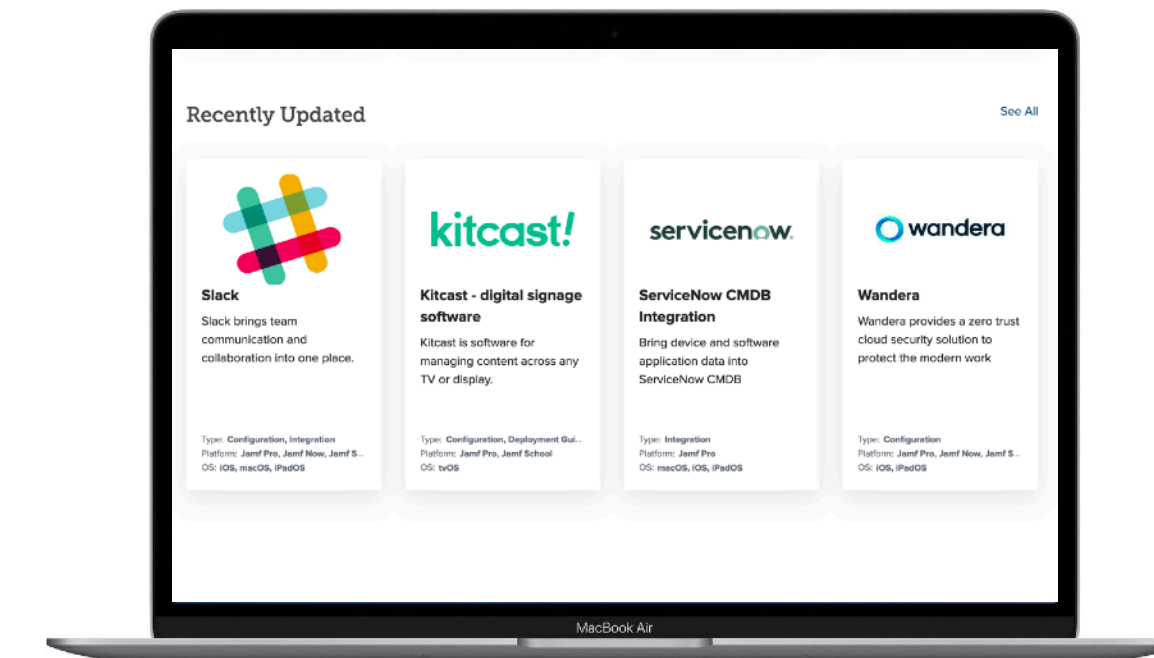 Recently Updated
See All
kitcast!
servicenow.
wandera
Slack
Slack brings team
communication and
collaboration into one place.
Type: Configuration, Integration
Platform: Jamf Pro, Jamf Now, Jamf S...
OS: iOS, macOS, iPadOS
Kitcast - digital signage
software
Kitcast is software for
managing content across any
TV or display.
Type: Configuration, Deployment Gui...
Platform: Jamf Pro, Jamf School
OS: tvOS
ServiceNow CMDB
Integration
Bring device and software
application data into
ServiceNow CMDB
Type: Integration
Platform: Jamf Pro
OS: macOS, iOS, iPadOS
Wandera
Wandera provides a zero trust
cloud security solution to
protect the modern work
Type: Configuration
Platform: Jamf Pro, Jamf Now, Jamf S...
OS: iOS, iPadOS
MacBook Air